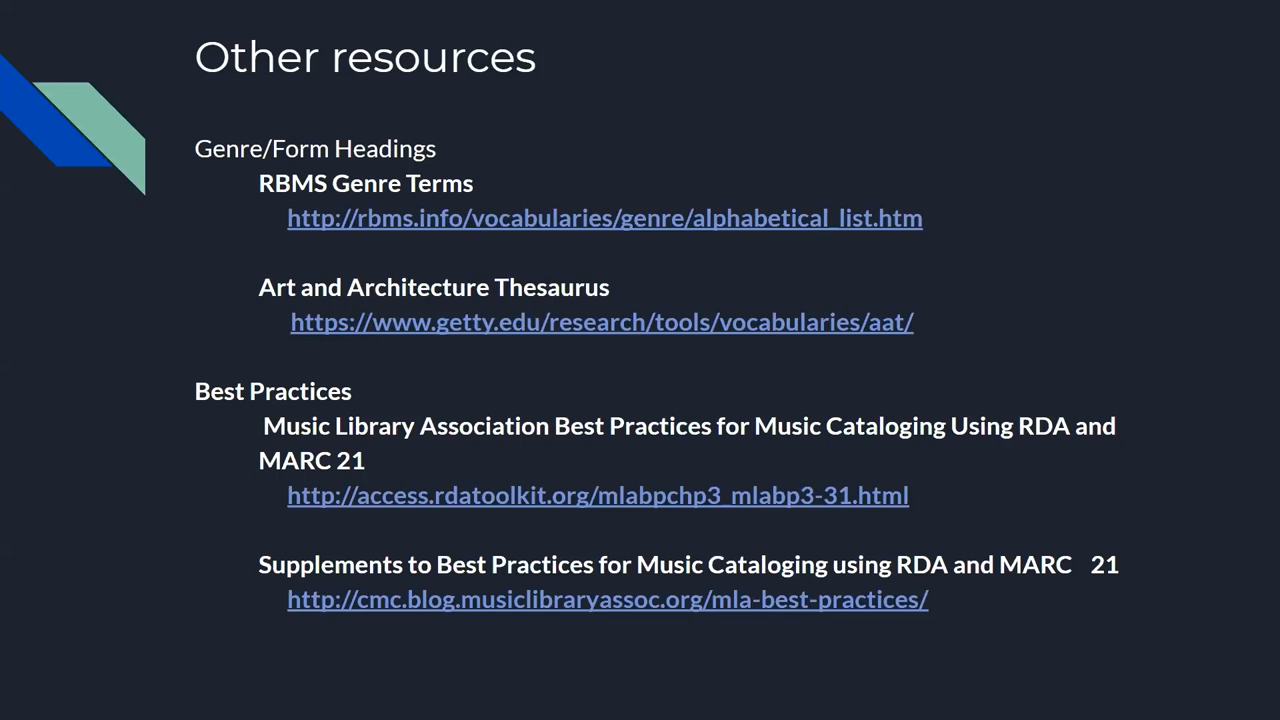 Other resources
Genre/Form Headings
RBMS Genre Terms
http://rbms.info/vocabularies/genre/alphabetical_list.htm
Art and Architecture Thesaurus
https://www.getty.edu/research/tools/vocabularies/aat/
Best Practices
Music Library Association Best Practices for Music Cataloging Using RDA and
MARC 21
http://access.rdatoolkit.org/mlabpchp3_mlabp3-31.html
Supplements to Best Practices for Music Cataloging using RDA and MARC 21
http://cmc.blog.musiclibraryassoc.org/mla-best-practices/